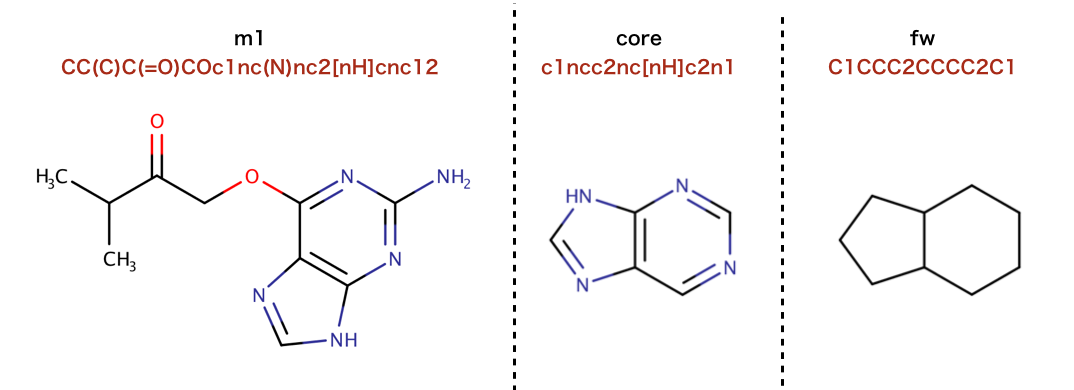 m1
CC(C)C(=O)COc1nc(N)nc2[nH]cnc12
O
H3C
O
N
NH2
CH3
N
N
NH
core
c1ncc2nc[nH]c2n1
HN
N
N
N
fw
C1CCC2CCCC2C1